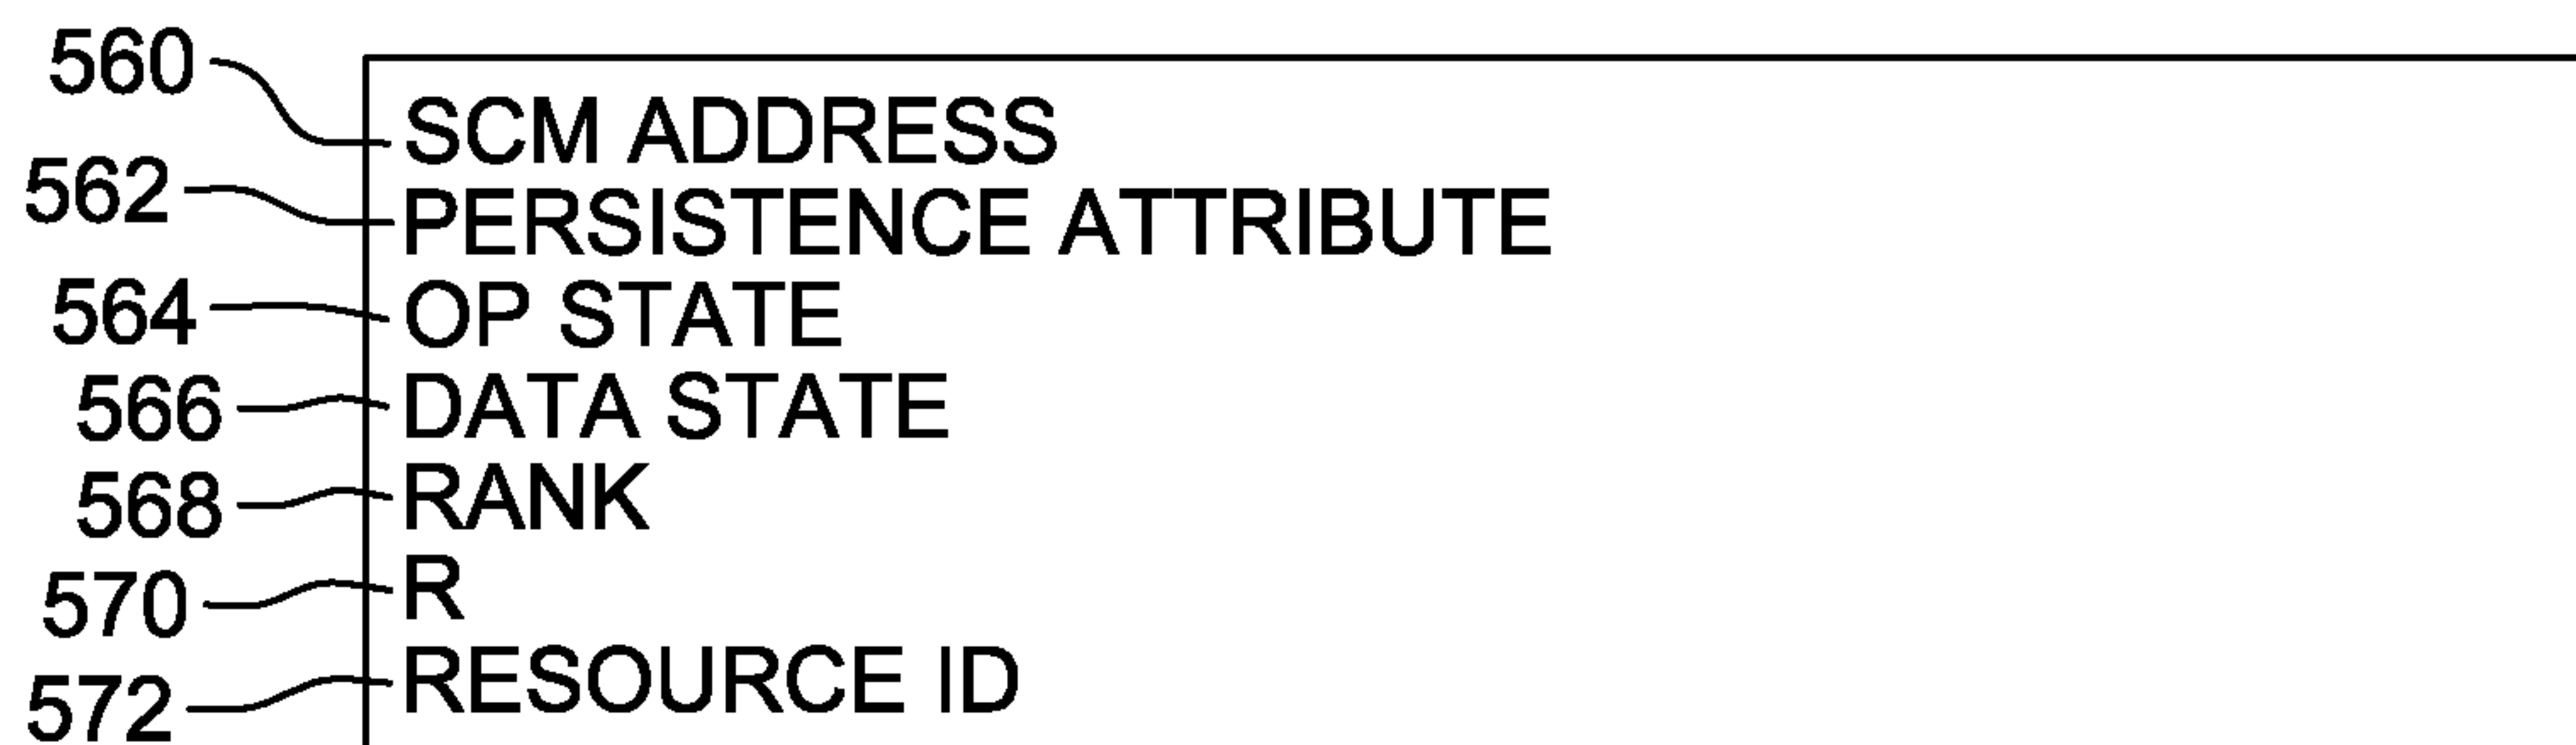 560 SCM ADDRESS
562 PERSISTENCE ATTRIBUTE
564 OP STATE
566 DATA STATE
568 RANK
570 R
572 RESOURCE ID